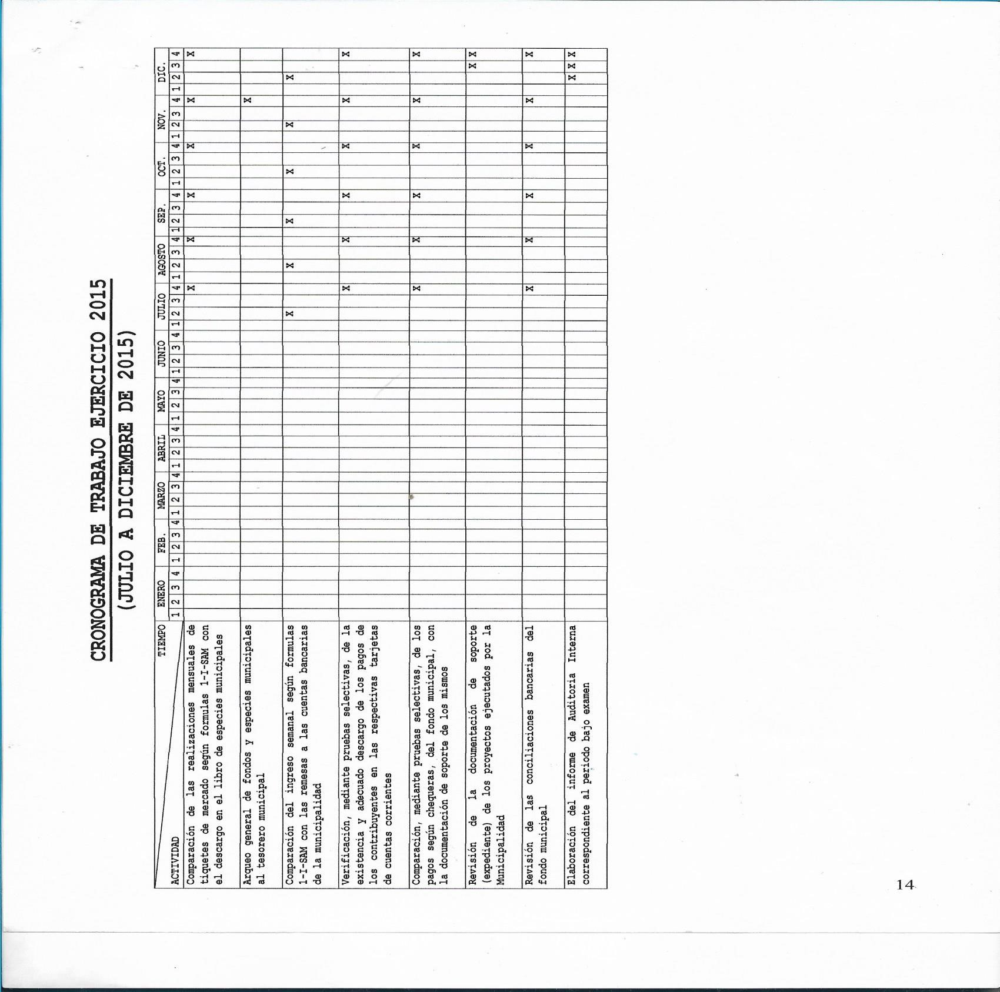 CRONOGRAMA DE TRABAJO EJERCICIO 2015
(JULIO A DICIEMBRE DE 2015)
TIEMPO ENERO FEB. MARZO ABRIL MAYO JUNIO JULIO AGOSTO SEP. OCT. NOV. DIC.
ACTIVIDAD 1 2 3 4 1 2 3 4 1 2 3 4 1 2 3 4 1 2 3 4 1 2 3 4 1 2 3 4 1 2 3 4 1 2 3 4 1 2 3 4 1 2 3 4 1 2 3 4
Comparación de las realizaciones mensuales de X X X X X X
tiquetes de mercado según formulas 1-I-SAM con
el descargo en el libro de especies municipales
Arqueo general de fondos y especies municipales X
al tesorero municipal
Comparación del ingreso semanal según formulas X X X X X X
1-I-SAM con las remesas a las cuentas bancarias
de la municipalidad
Verificación, mediante pruebas selectivas, de la X X X X X X
existencia y adecuado descargo de los pagos de
los contribuyentes en las respectivas tarjetas
de cuentas corrientes
Comparación, mediante pruebas selectivas, de los X X X X X X
pagos según chequeras, del fondo municipal, con
la documentación de soporte de los mismos
Revisión de la documentación de soporte X X
(expediente) de los proyectos ejecutados por la
Municipalidad
Revisión de las conciliaciones bancarias del X X X X X X
fondo municipal
Elaboración del informe de Auditoria Interna X X X
correspondiente al periodo bajo examen
14